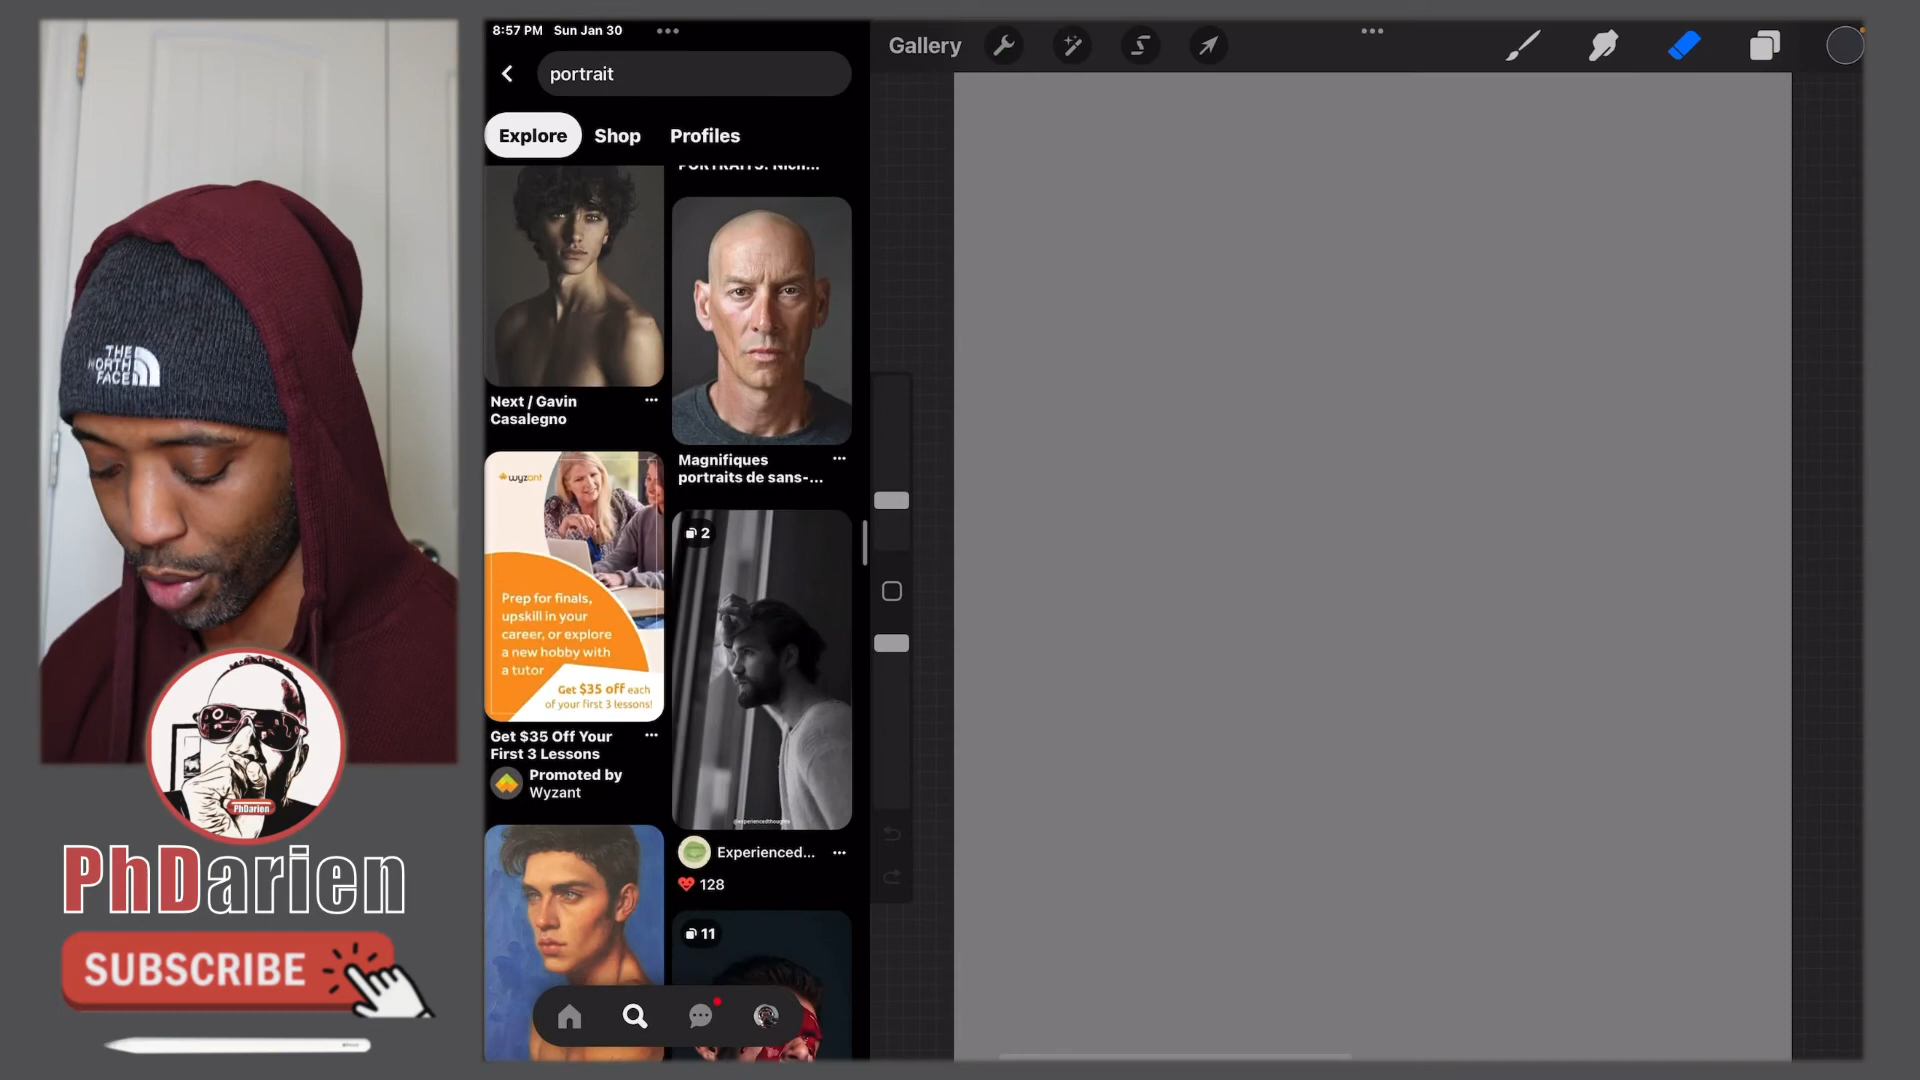 THE
NORTH
FACE
PhDarien
PhDarien
SUBSCRIBE
8:57 PM Sun Jan 30
portrait
Explore Shop Profiles
Next / Gavin
Casalegno
wyzant
Prep for finals,
upskill in your
career, or explore
a new hobby with
a tutor
Get $35 off each
of your first 3 lessons!
Get $35 Off Your
First 3 Lessons
Promoted by
Wyzant
Magnifiques
portraits de sans-...
2
@experiencedthoughts
Experienced...
128
11
Gallery